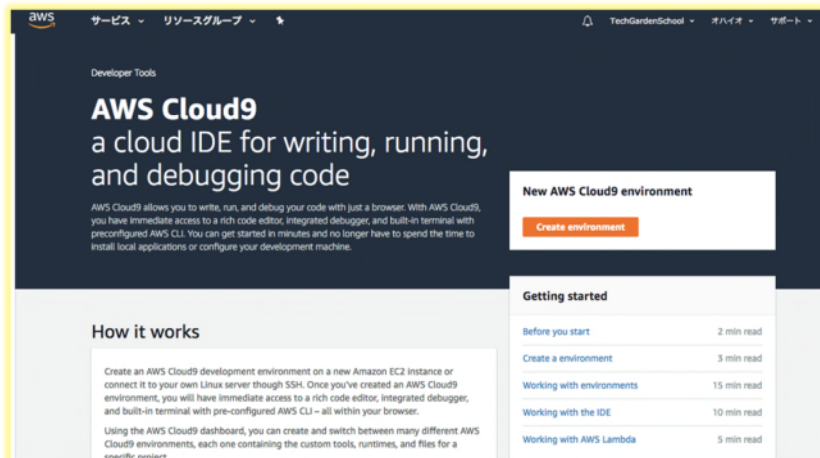 aws サービス リソースグループ TechGardenSchool オハイオ サポート
Developer Tools
AWS Cloud9
a cloud IDE for writing, running,
and debugging code
AWS Cloud9 allows you to write, run, and debug your code with just a browser. With AWS Cloud9,
you have immediate access to a rich code editor, integrated debugger, and built-in terminal with
preconfigured AWS CLI. You can get started in minutes and no longer have to spend the time to
install local applications or configure your development machine.
New AWS Cloud9 environment
Create environment
Getting started
Before you start 2 min read
Create a environment 3 min read
Working with environments 15 min read
Working with the IDE 10 min read
Working with AWS Lambda 5 min read
How it works
Create an AWS Cloud9 development environment on a new Amazon EC2 instance or
connect it to your own Linux server though SSH. Once you've created an AWS Cloud9
environment, you will have immediate access to a rich code editor, integrated debugger,
and built-in terminal with pre-configured AWS CLI – all within your browser.
Using the AWS Cloud9 dashboard, you can create and switch between many different AWS
Cloud9 environments, each one containing the custom tools, runtimes, and files for a
specific project.